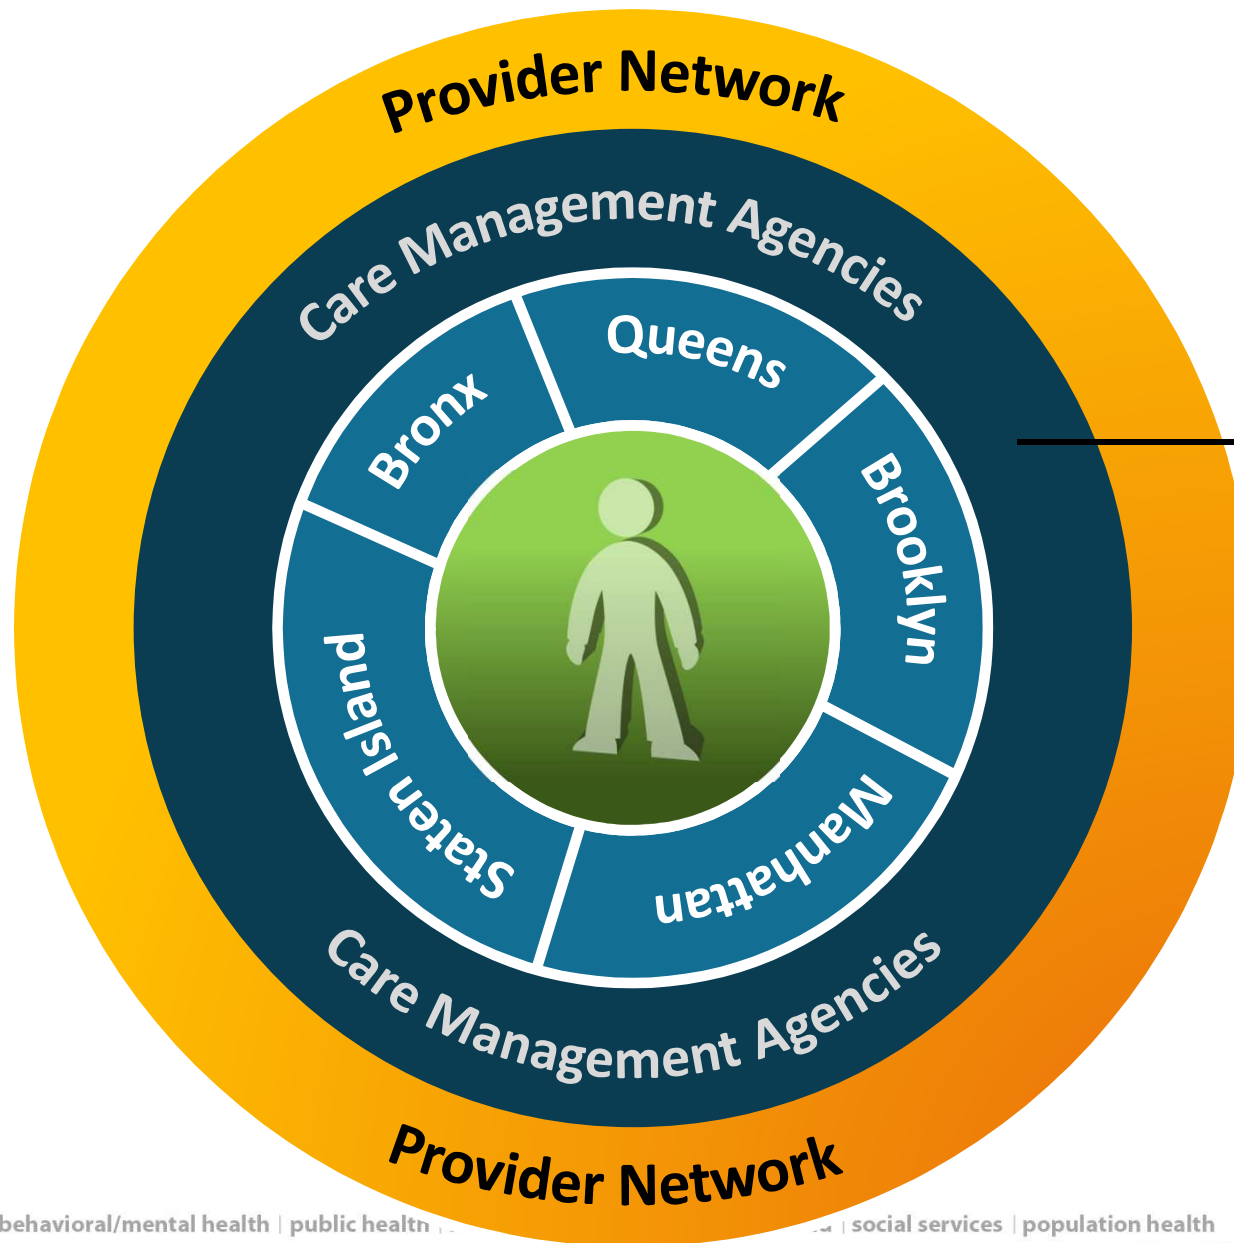 Provider Network
Care Management Agencies
Queens
Bronx
Brooklyn
Staten Island
Manhattan
Care Management Agencies
Provider Network
behavioral/mental health | public health | social services | population health